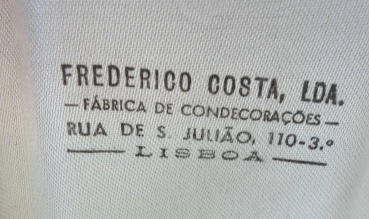 FREDERICO COSTA, LDA.
— FÁBRICA DE CONDECORAÇÕES —
RUA DE S. JULIÃO, 110-3.º
— LISBOA —